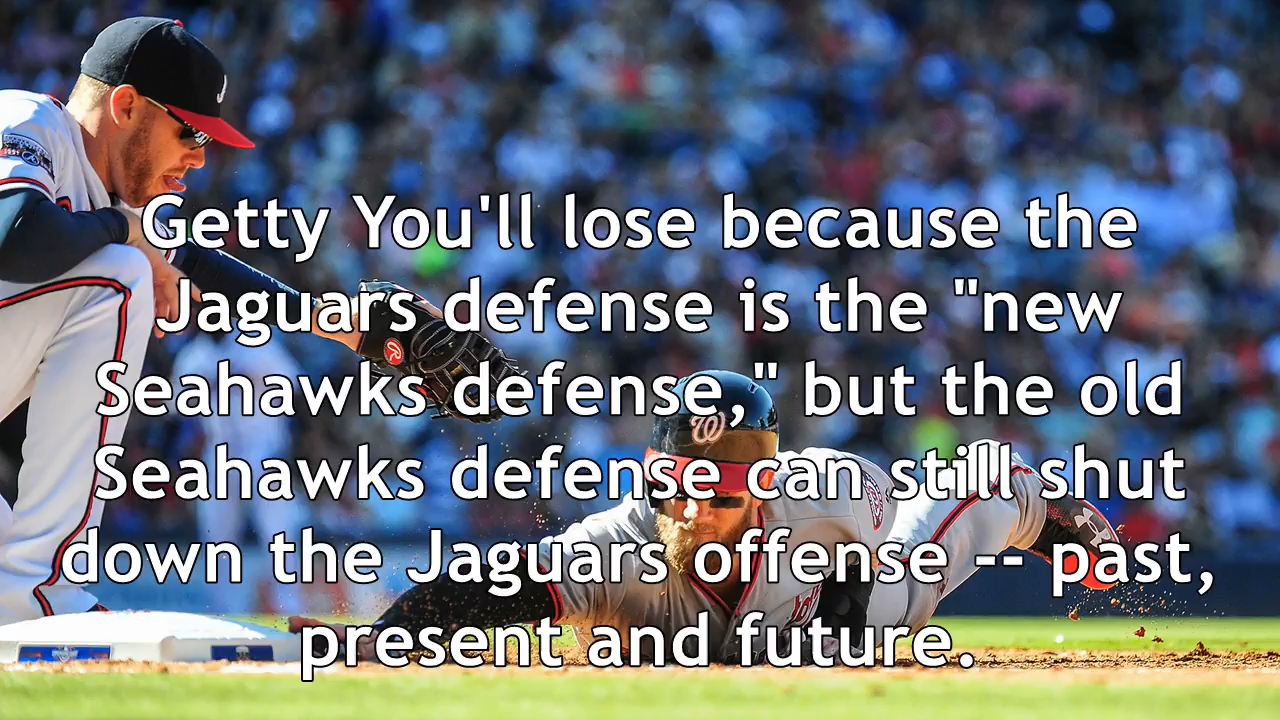 Getty You'll lose because the
Jaguars defense is the "new
Seahawks defense," but the old
Seahawks defense can still shut
down the Jaguars offense -- past,
present and future.
W
R